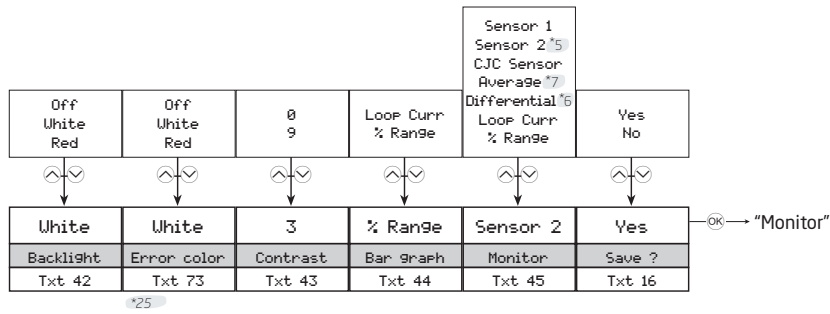 Sensor 1
Sensor 2 *5
CJC Sensor
Average *7
Differential *6
Loop Curr
% Range
Off
White
Red
Off
White
Red
0
9
Loop Curr
% Range
Yes
No
White
White
3
% Range
Sensor 2
Yes
OK
"Monitor"
Backlight
Error color
Contrast
Bar graph
Monitor
Save ?
Txt 42
Txt 73
Txt 43
Txt 44
Txt 45
Txt 16
*25